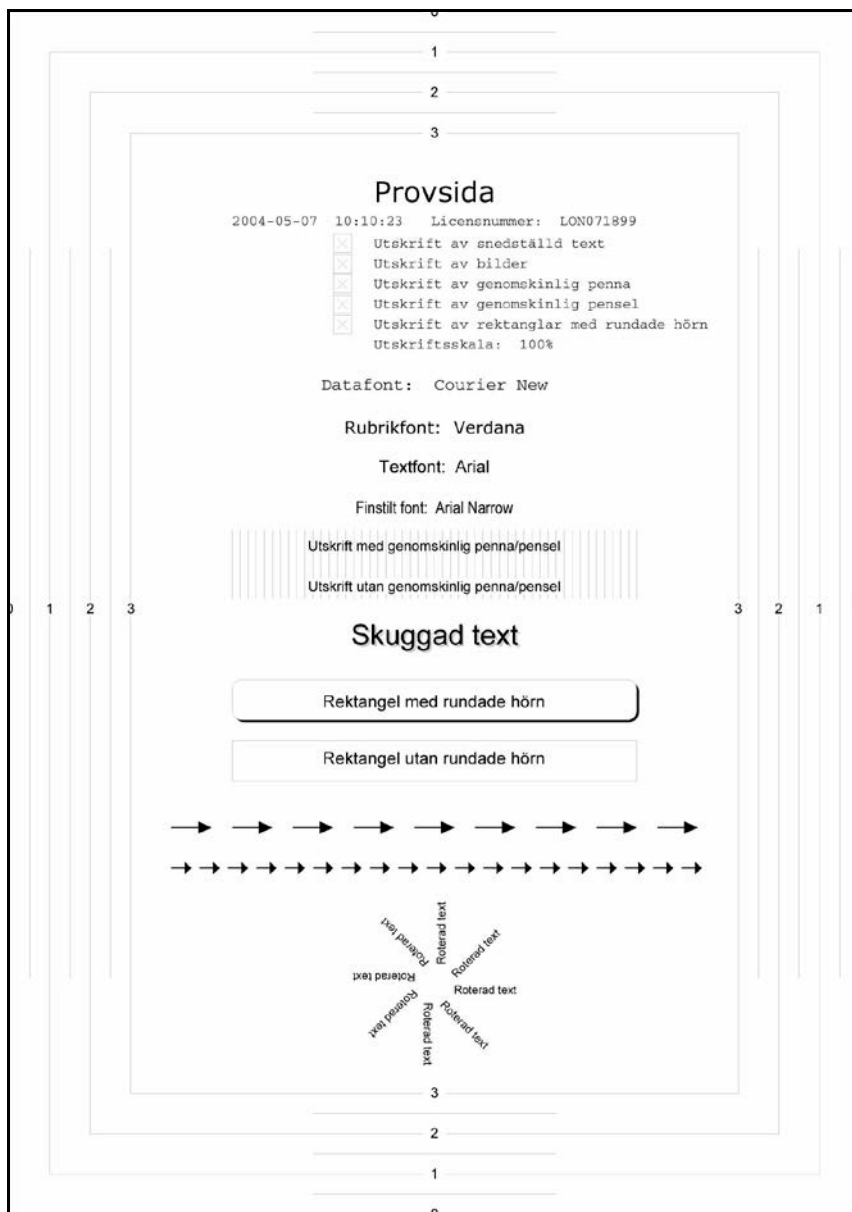 0
1
2
3
Provsida
2004-05-07 10:10:23 Licensnummer: LON071899
Utskrift av snedställd text
Utskrift av bilder
Utskrift av genomskinlig penna
Utskrift av genomskinlig pensel
Utskrift av rektanglar med rundade hörn
Utskriftsskala: 100%
Datafont: Courier New
Rubrikfont: Verdana
Textfont: Arial
Finstilt font: Arial Narrow
Utskrift med genomskinlig penna/pensel
Utskrift utan genomskinlig penna/pensel
0 1 2 3 3 2 1
Skuggad text
Rektangel med rundade hörn
Rektangel utan rundade hörn
Roterad text
Roterad text
Roterad text
Roterad text
Roterad text
Roterad text
Roterad text
Roterad text
3
2
1
0